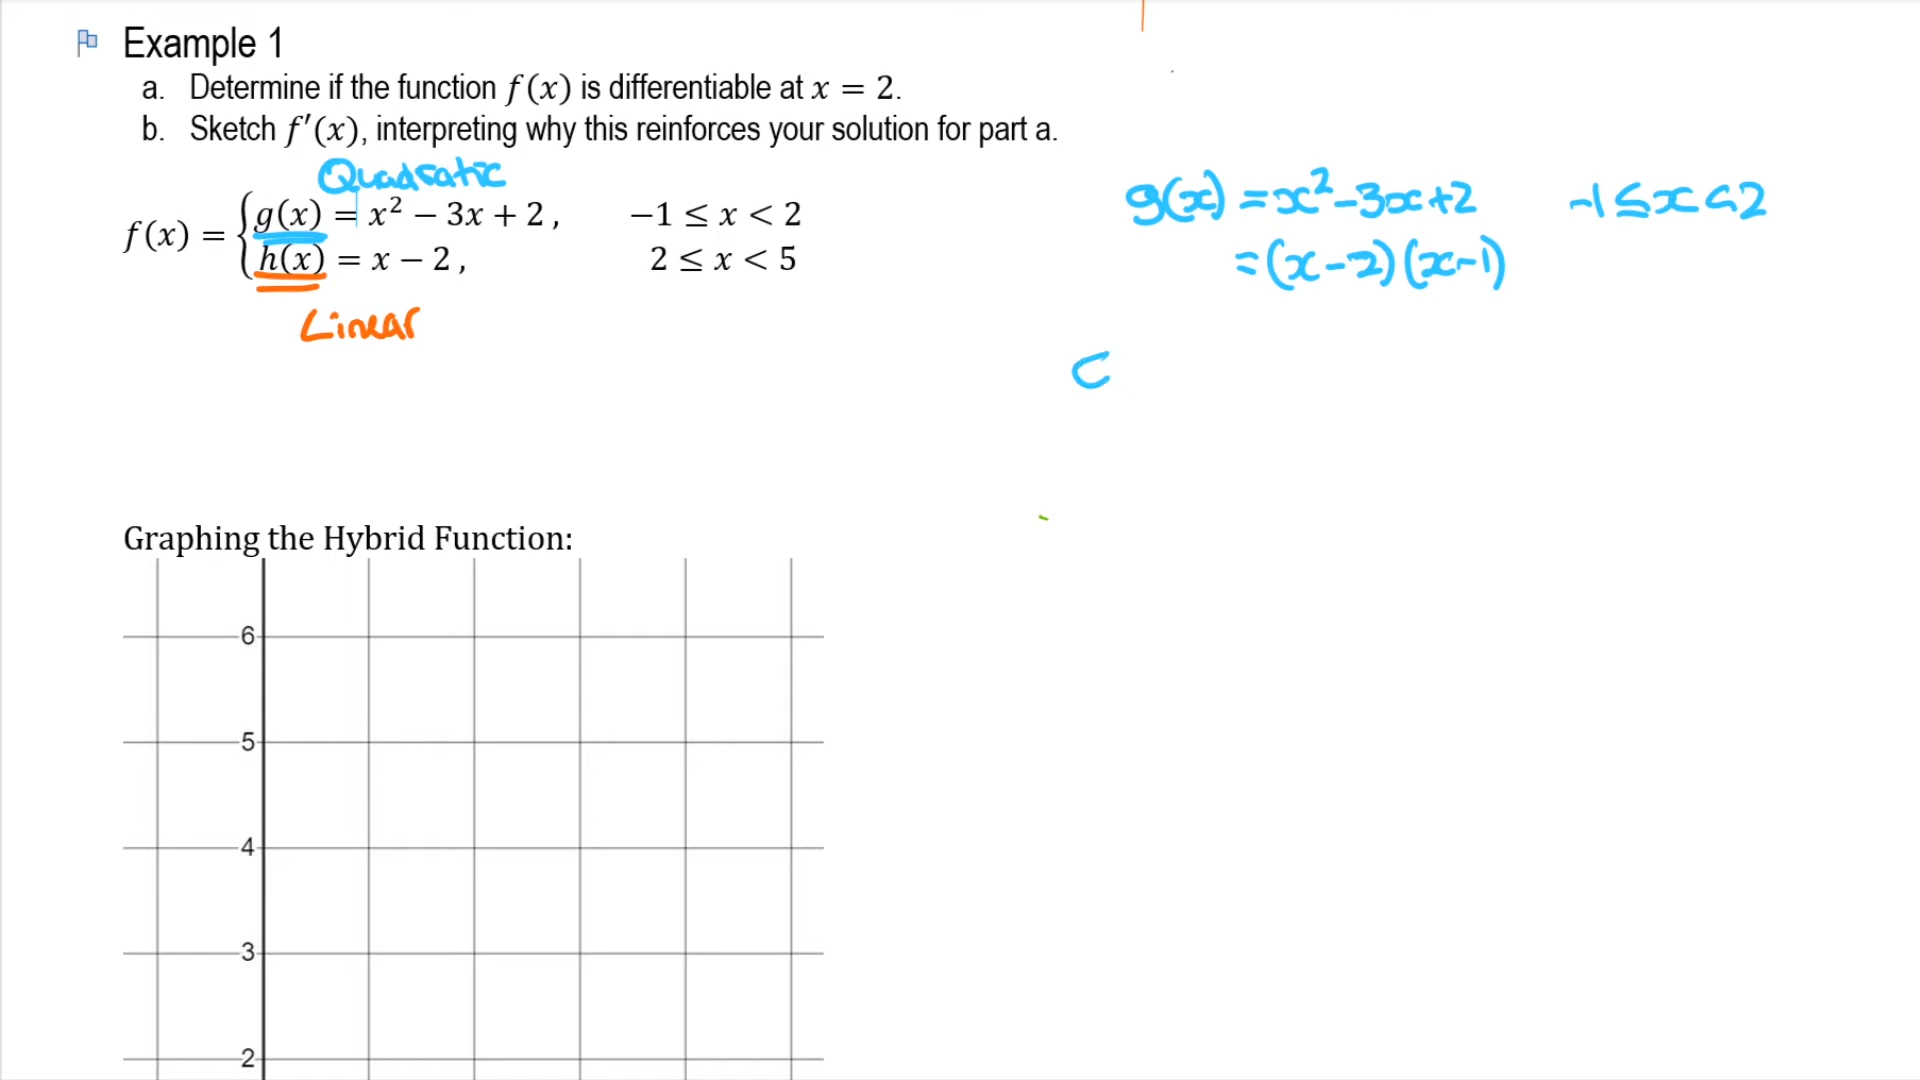 Example 1
a. Determine if the function f(x) is differentiable at x = 2.
b. Sketch f′(x), interpreting why this reinforces your solution for part a.
Quadratic
f(x) = { g(x) = x² − 3x + 2 , −1 ≤ x < 2
h(x) = x − 2 , 2 ≤ x < 5
Linear
g(x) = x² − 3x + 2 −1 ≤ x < 2
= (x − 2)(x − 1)
C
Graphing the Hybrid Function:
6
5
4
3
2